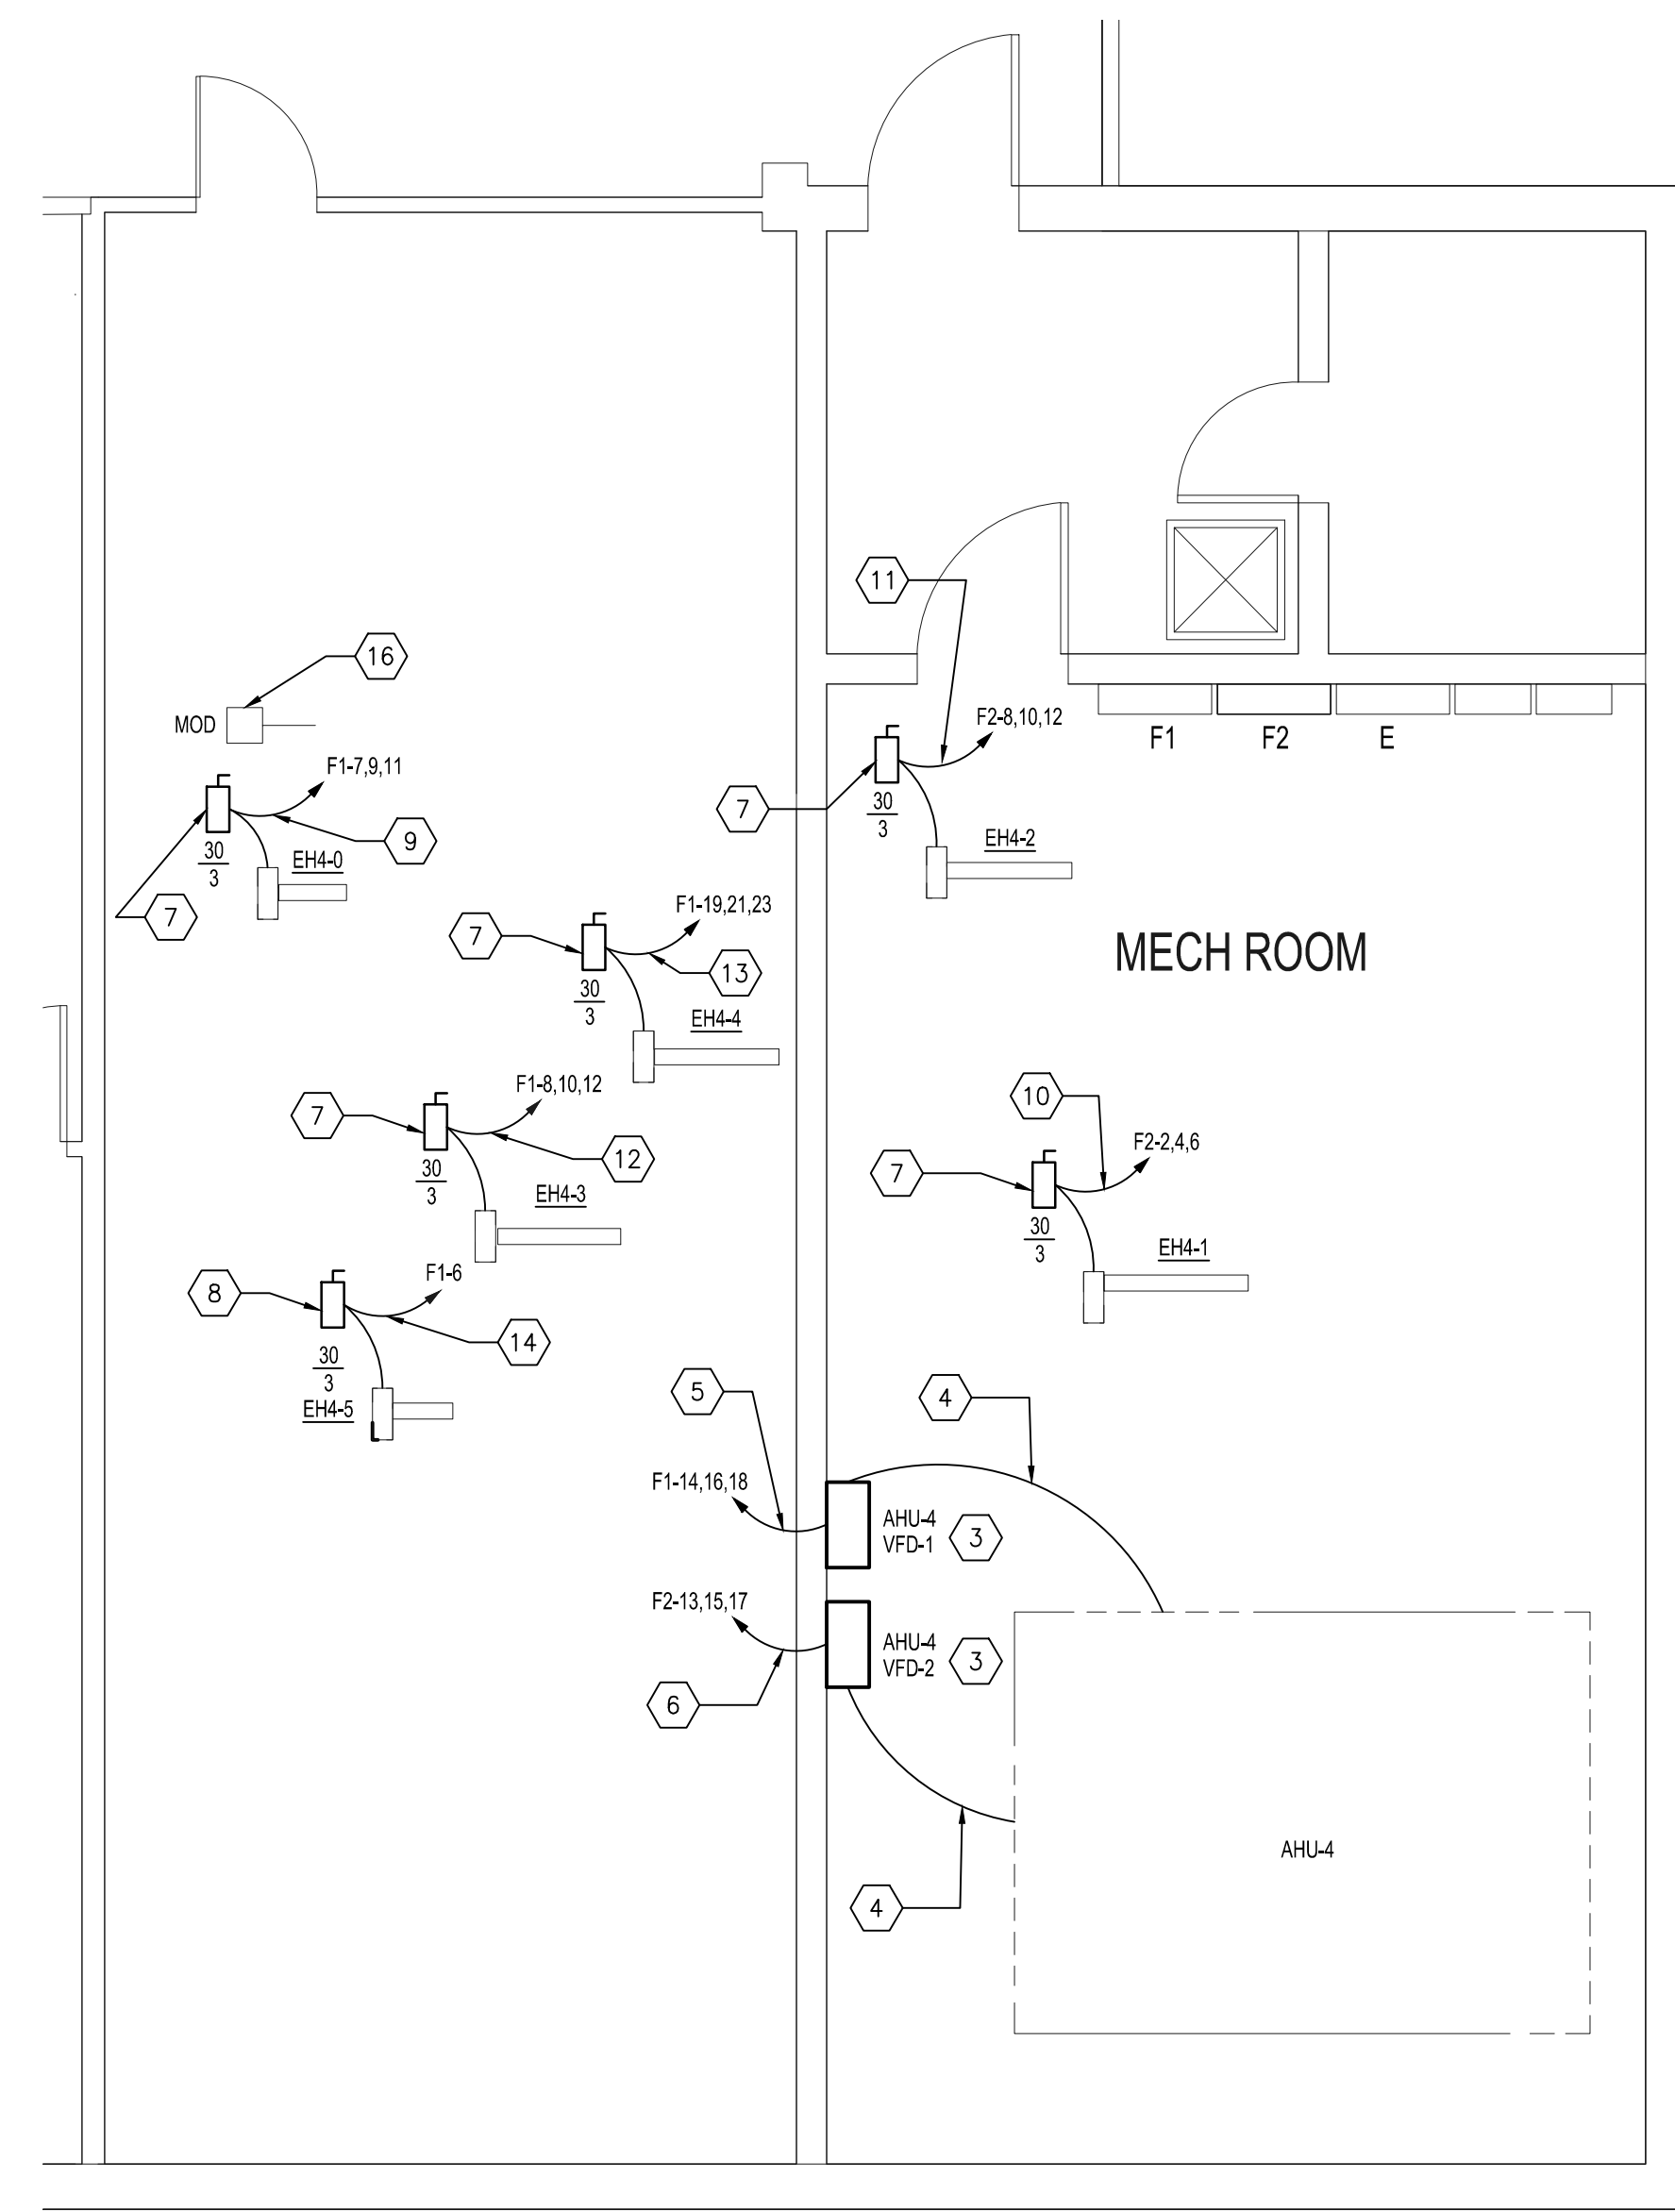 11
16
MOD
F1-7,9,11
7
30
3
9
EH4-0
7
F2-8,10,12
7
30
3
EH4-2
F1
F2
E
MECH ROOM
F1-19,21,23
7
13
30
3
EH4-4
F1-8,10,12
7
12
30
3
EH4-3
10
F2-2,4,6
7
30
3
EH4-1
F1-6
8
14
30
3
EH4-5
5
4
F1-14,16,18
AHU-4
VFD-1
3
F2-13,15,17
AHU-4
VFD-2
3
6
AHU-4
4